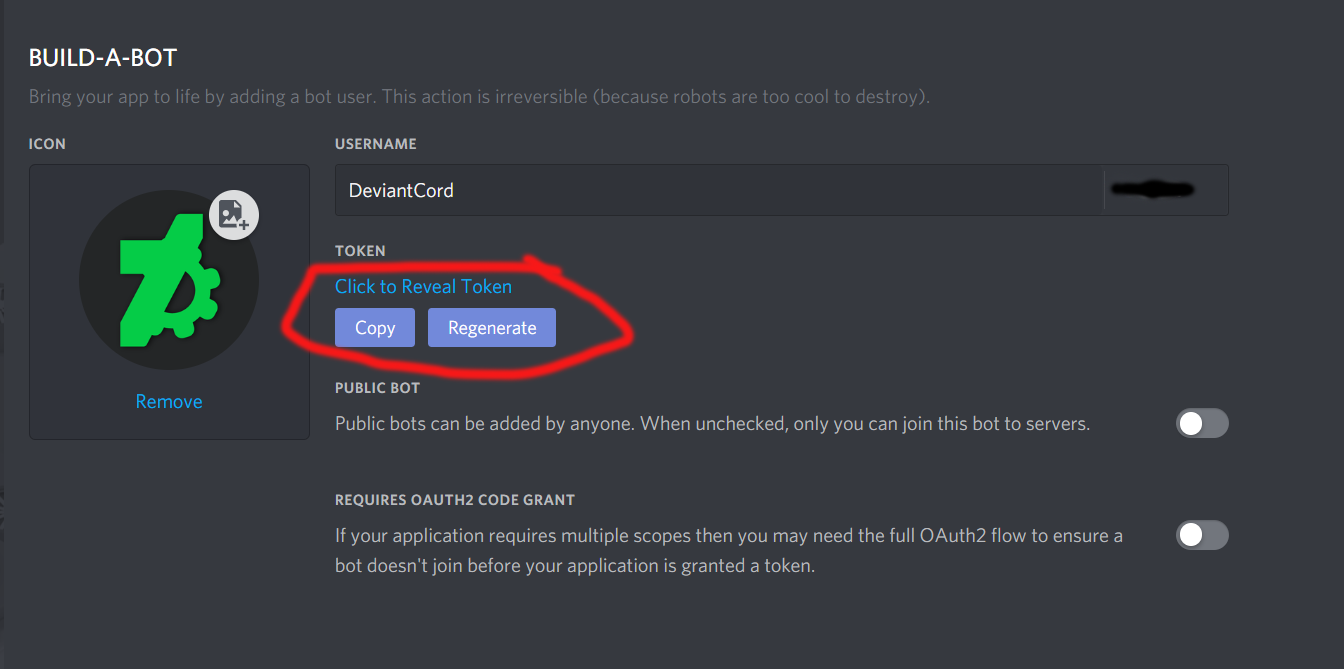 BUILD-A-BOT
Bring your app to life by adding a bot user. This action is irreversible (because robots are too cool to destroy).
ICON
USERNAME
DeviantCord
TOKEN
Click to Reveal Token
Copy
Regenerate
Remove
PUBLIC BOT
Public bots can be added by anyone. When unchecked, only you can join this bot to servers.
REQUIRES OAUTH2 CODE GRANT
If your application requires multiple scopes then you may need the full OAuth2 flow to ensure a
bot doesn't join before your application is granted a token.